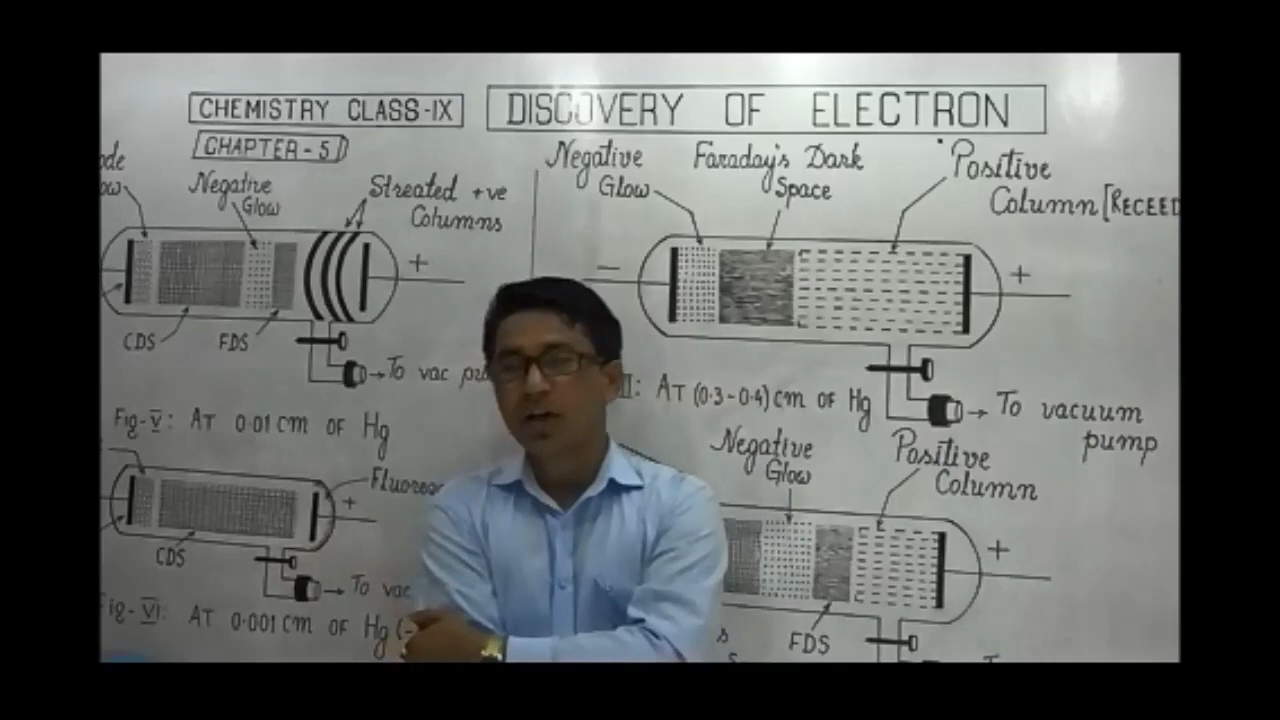 CHEMISTRY CLASS-IX
DISCOVERY OF ELECTRON
CHAPTER-5
Negative
Glow
Streated +ve
Columns
+
CDS
FDS
→ To vac
Fig-V: AT 0.01 cm OF Hg
Negative
Glow
Faraday's Dark
Space
Positive
Column [RECEED
−
+
II: AT (0.3-0.4) cm OF Hg
→ To vacuum
pump
+
CDS
→ To vac
Fig-VI: AT 0.001 cm OF Hg
Negative
Glow
Positive
Column
+
FDS